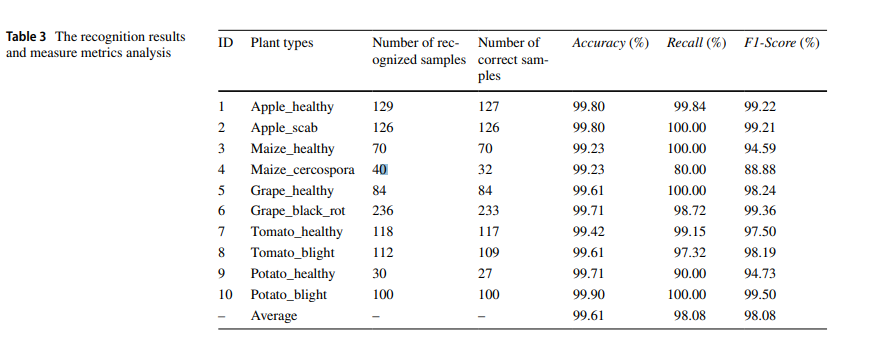 Table 3 The recognition results
and measure metrics analysis
ID Plant types Number of rec- Number of Accuracy (%) Recall (%) F1-Score (%)
ognized samples correct sam-
ples
1 Apple_healthy 129 127 99.80 99.84 99.22
2 Apple_scab 126 126 99.80 100.00 99.21
3 Maize_healthy 70 70 99.23 100.00 94.59
4 Maize_cercospora 40 32 99.23 80.00 88.88
5 Grape_healthy 84 84 99.61 100.00 98.24
6 Grape_black_rot 236 233 99.71 98.72 99.36
7 Tomato_healthy 118 117 99.42 99.15 97.50
8 Tomato_blight 112 109 99.61 97.32 98.19
9 Potato_healthy 30 27 99.71 90.00 94.73
10 Potato_blight 100 100 99.90 100.00 99.50
– Average – – 99.61 98.08 98.08